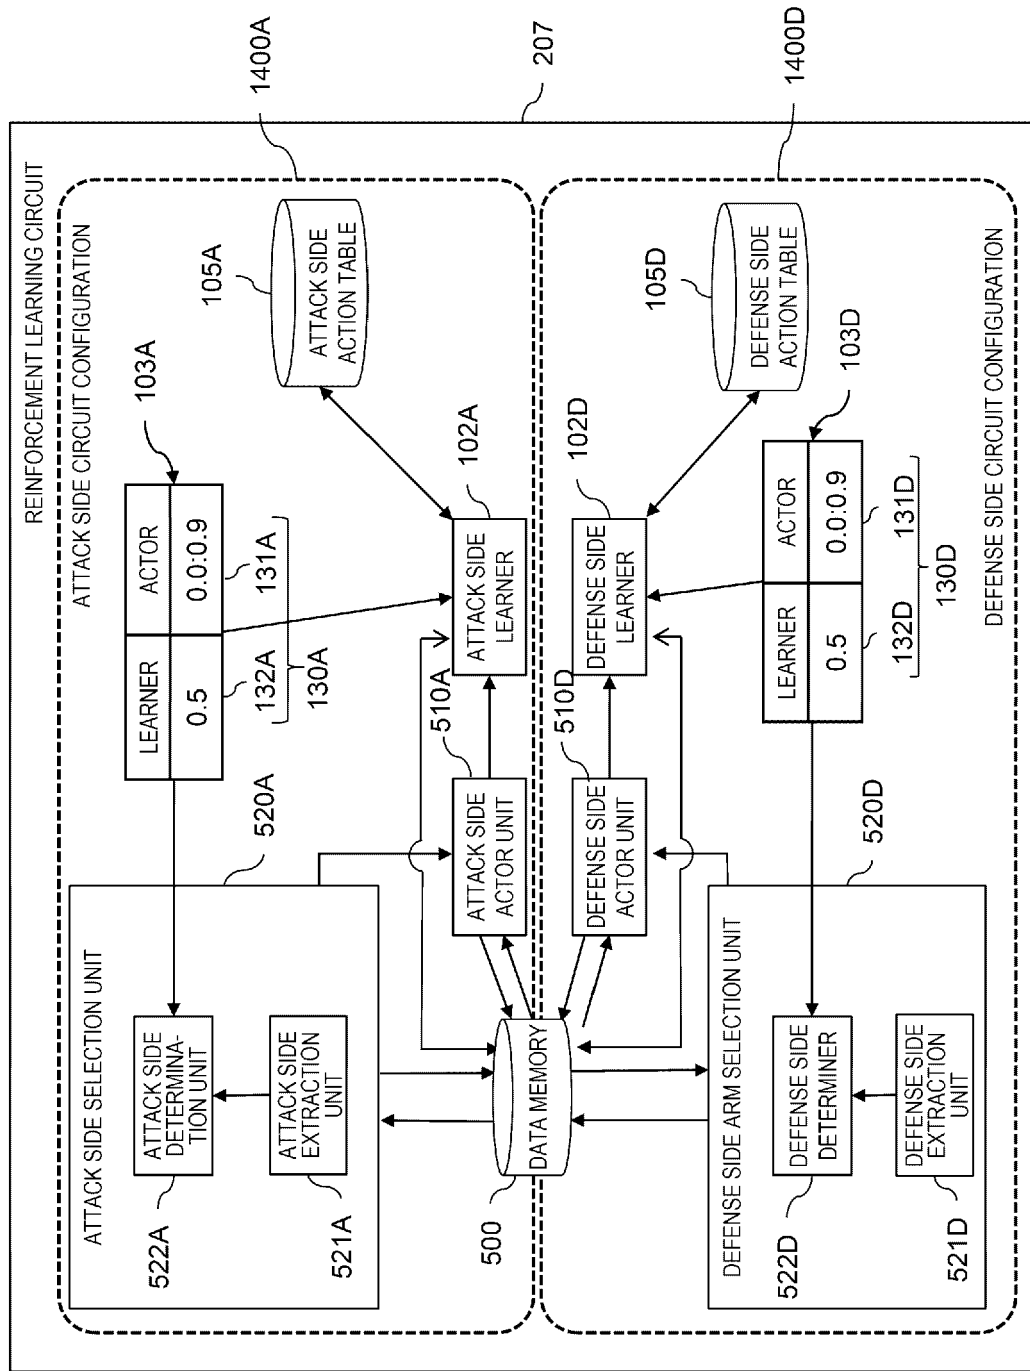 REINFORCEMENT LEARNING CIRCUIT
207
ATTACK SIDE CIRCUIT CONFIGURATION
1400A
ATTACK SIDE SELECTION UNIT
520A
522A
ATTACK SIDE
DETERMINA-
TION UNIT
521A
ATTACK SIDE
EXTRACTION
UNIT
LEARNER
ACTOR
0.5
0.0:0.9
103A
132A
131A
130A
105A
ATTACK SIDE
ACTION TABLE
510A
ATTACK SIDE
ACTOR UNIT
102A
ATTACK SIDE
LEARNER
500
DATA MEMORY
510D
DEFENSE SIDE
ACTOR UNIT
102D
DEFENSE SIDE
LEARNER
105D
DEFENSE SIDE
ACTION TABLE
1400D
DEFENSE SIDE ARM SELECTION UNIT
520D
522D
DEFENSE SIDE
DETERMINER
521D
DEFENSE SIDE
EXTRACTION
UNIT
LEARNER
ACTOR
0.5
0.0:0.9
103D
132D
131D
130D
DEFENSE SIDE CIRCUIT CONFIGURATION